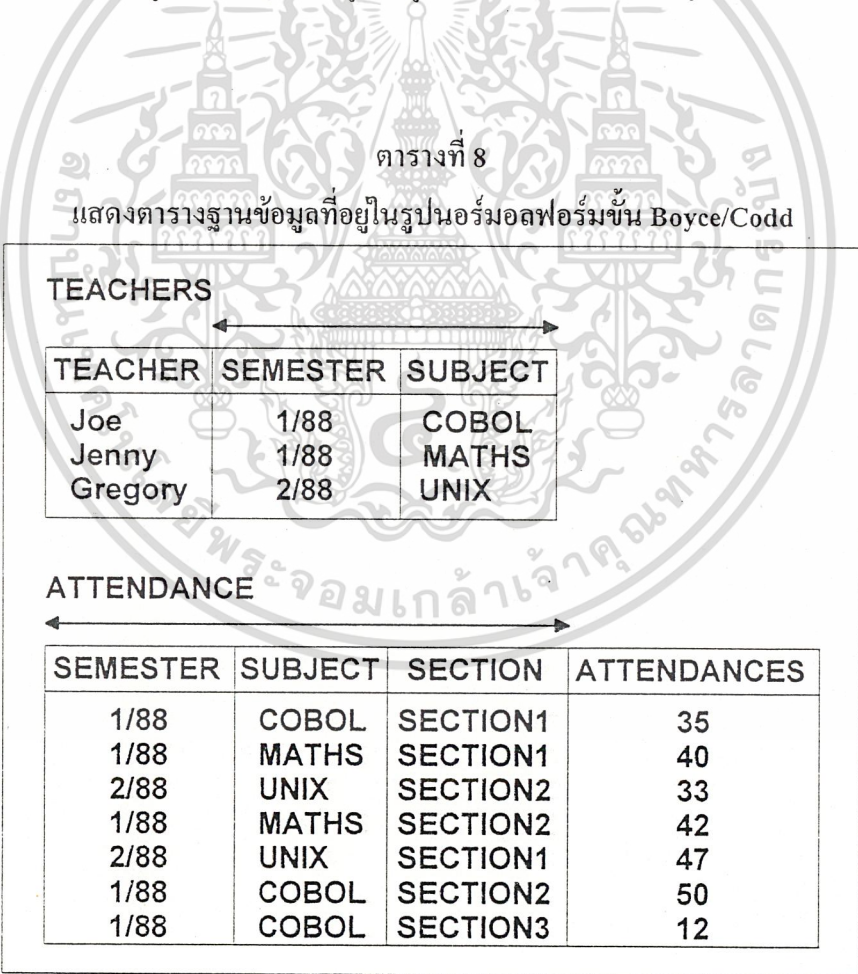 ตารางที่ 8
แสดงตารางฐานข้อมูลที่อยู่ในรูปนอร์มอลฟอร์มขั้น Boyce/Codd
TEACHERS
TEACHER SEMESTER SUBJECT
Joe 1/88 COBOL
Jenny 1/88 MATHS
Gregory 2/88 UNIX
ATTENDANCE
SEMESTER SUBJECT SECTION ATTENDANCES
1/88 COBOL SECTION1 35
1/88 MATHS SECTION1 40
2/88 UNIX SECTION2 33
1/88 MATHS SECTION2 42
2/88 UNIX SECTION1 47
1/88 COBOL SECTION2 50
1/88 COBOL SECTION3 12